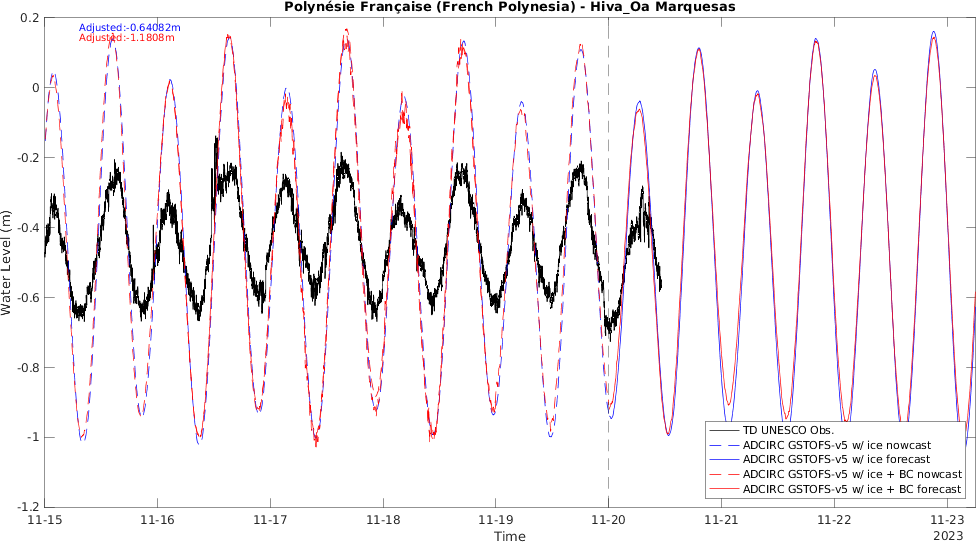 Polynésie Française (French Polynesia) - Hiva_Oa Marquesas
Adjusted:-0.64082m
Adjusted:-1.1808m
0.2
0
-0.2
-0.4
-0.6
-0.8
-1
-1.2
Water Level (m)
TD UNESCO Obs.
ADCIRC GSTOFS-v5 w/ ice nowcast
ADCIRC GSTOFS-v5 w/ ice forecast
ADCIRC GSTOFS-v5 w/ ice + BC nowcast
ADCIRC GSTOFS-v5 w/ ice + BC forecast
11-15 11-16 11-17 11-18 11-19 11-20 11-21 11-22 11-23
2023
Time